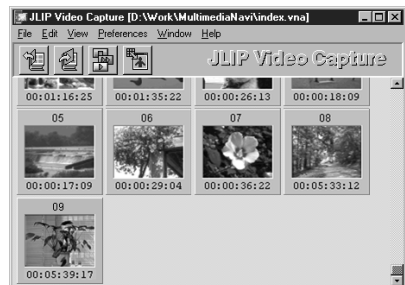 JLIP Video Capture [D:\Work\MultimediaNavi\index.vna]
File Edit View Preferences Window Help
JLIP Video Capture
00:01:16:25 00:01:35:22 00:00:26:13 00:00:18:09
05 06 07 08
00:00:17:09 00:00:29:04 00:00:36:22 00:05:33:12
09
00:05:39:17